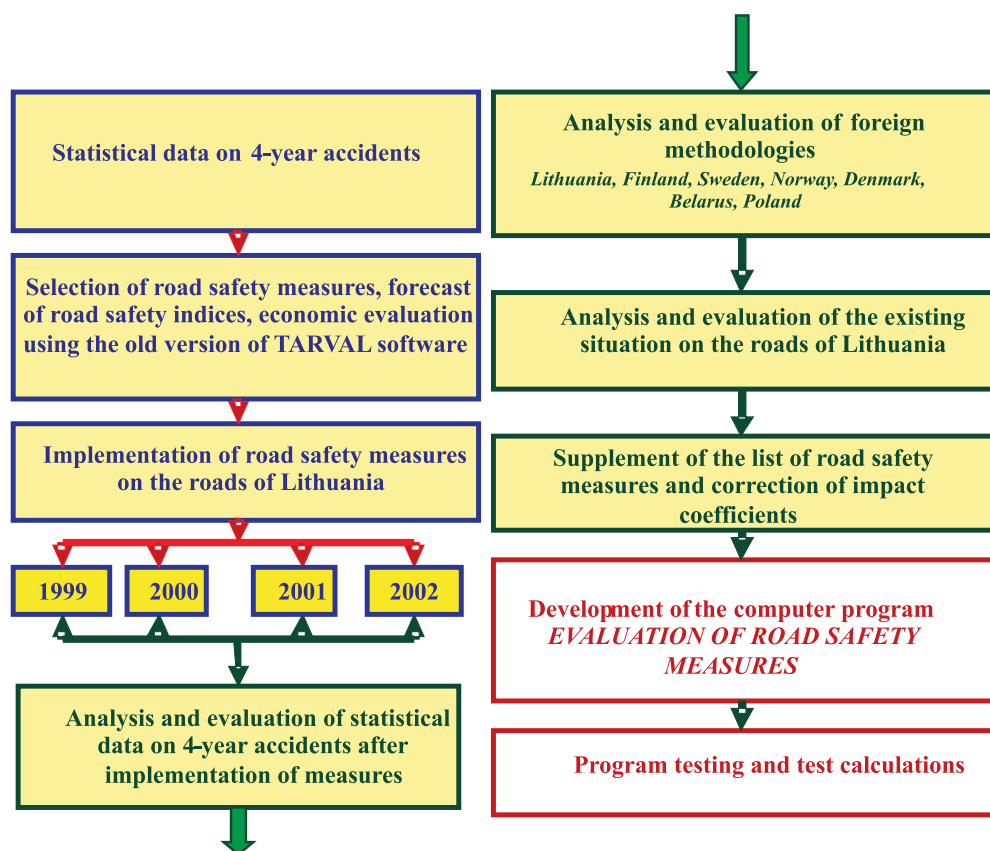 Statistical data on 4-year accidents
Selection of road safety measures, forecast
of road safety indices, economic evaluation
using the old version of TARVAL software
Implementation of road safety measures
on the roads of Lithuania
1999
2000
2001
2002
Analysis and evaluation of statistical
data on 4-year accidents after
implementation of measures
Analysis and evaluation of foreign
methodologies
Lithuania, Finland, Sweden, Norway, Denmark,
Belarus, Poland
Analysis and evaluation of the existing
situation on the roads of Lithuania
Supplement of the list of road safety
measures and correction of impact
coefficients
Development of the computer program
EVALUATION OF ROAD SAFETY
MEASURES
Program testing and test calculations